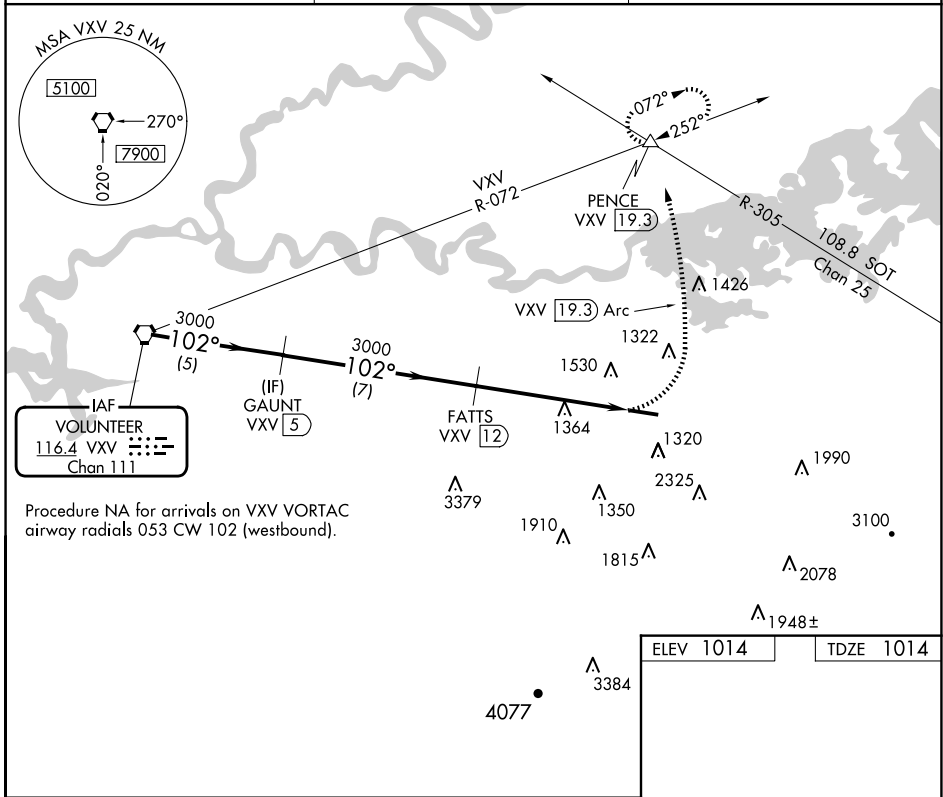 MSA VXV 25 NM
5100
270°
7900
020°
072°
252°
VXV
R-072
PENCE
VXV 19.3
R-305
108.8 SOT
Chan 25
VXV 19.3 Arc
1426
1322
1530
3000
102°
(5)
3000
102°
(7)
(IF)
GAUNT
VXV 5
FATTS
VXV 12
1364
IAF
VOLUNTEER
116.4 VXV
Chan 111
1320
2325
1990
3379
1350
1910
1815
3100
2078
1948±
Procedure NA for arrivals on VXV VORTAC
airway radials 053 CW 102 (westbound).
3384
4077
ELEV 1014
TDZE 1014